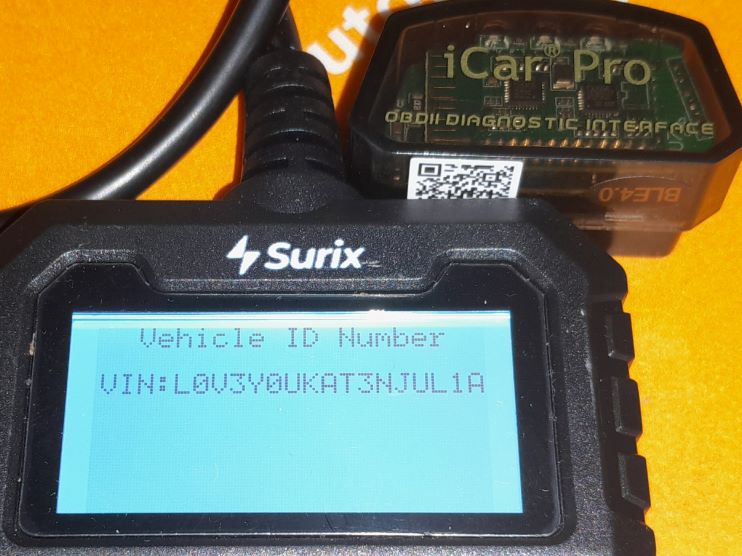 iCar® Pro
OBDII DIAGNOSTIC INTERFACE
BLE4.0
Surix
Vehicle ID Number
VIN:L0V3Y0UKAT3NJUL1A